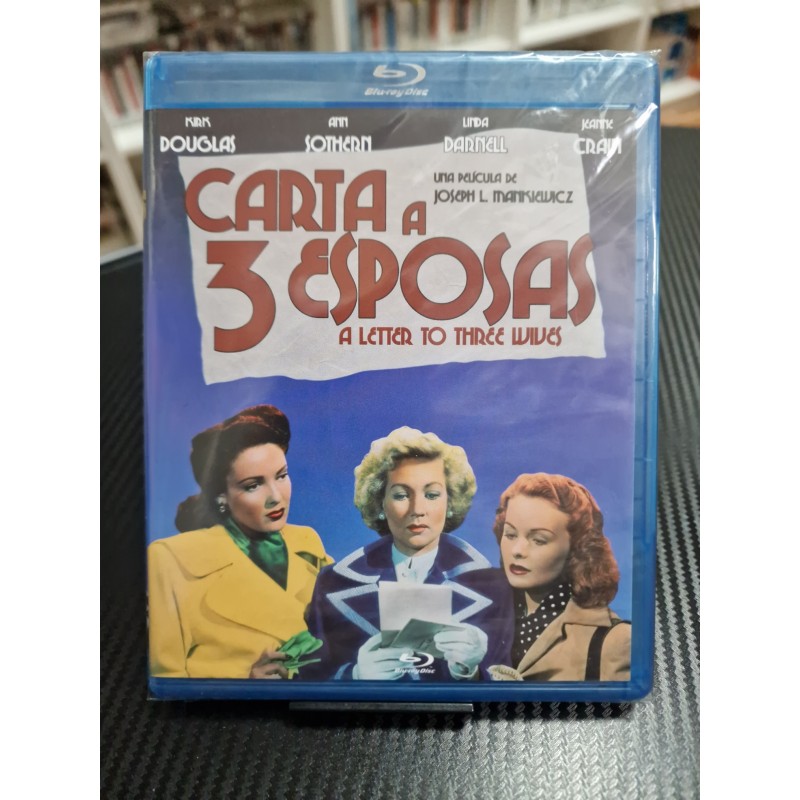 Blu-ray Disc
KIRK DOUGLAS
ANN SOTHERN
LINDA DARNELL
JEANNE CRAIN
CARTA A
3 ESPOSAS
UNA PELÍCULA DE
JOSEPH L. MANKIEWICZ
A LETTER TO THREE WIVES
Blu-ray Disc